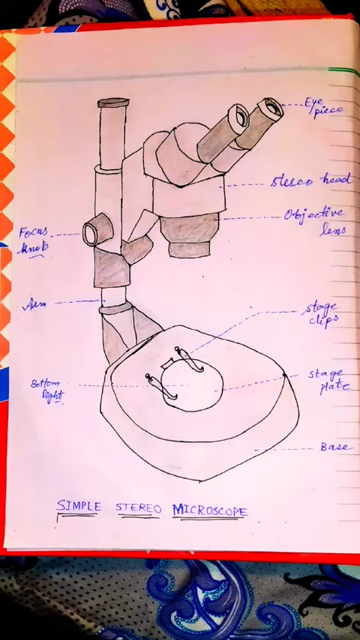 Eye
piece
Stereo head
Objective
lens
Focus
knob
Arm
stage
clips
Bottom
light
stage
plate
Base
SIMPLE STEREO MICROSCOPE